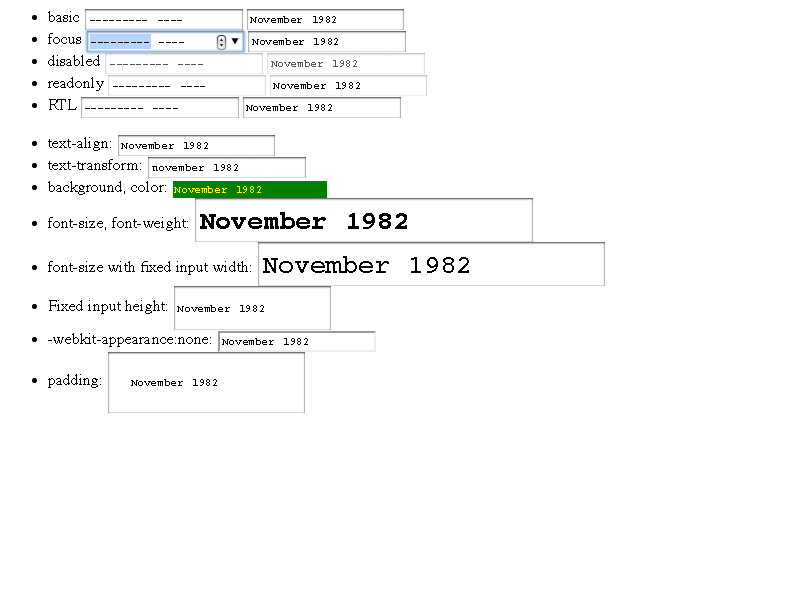 basic --------- ---- November 1982
focus --------- ---- November 1982
disabled --------- ---- November 1982
readonly --------- ---- November 1982
RTL --------- ---- November 1982
text-align: November 1982
text-transform: november 1982
background, color: November 1982
font-size, font-weight: November 1982
font-size with fixed input width: November 1982
Fixed input height: November 1982
-webkit-appearance:none: November 1982
padding: November 1982